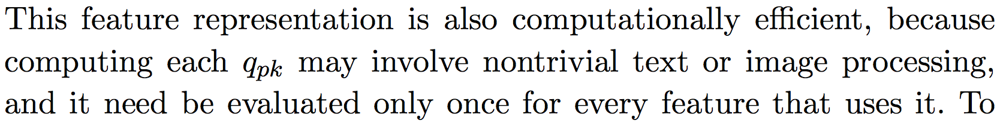 This feature representation is also computationally efficient, because
computing each $q_{pk}$ may involve nontrivial text or image processing,
and it need be evaluated only once for every feature that uses it. To